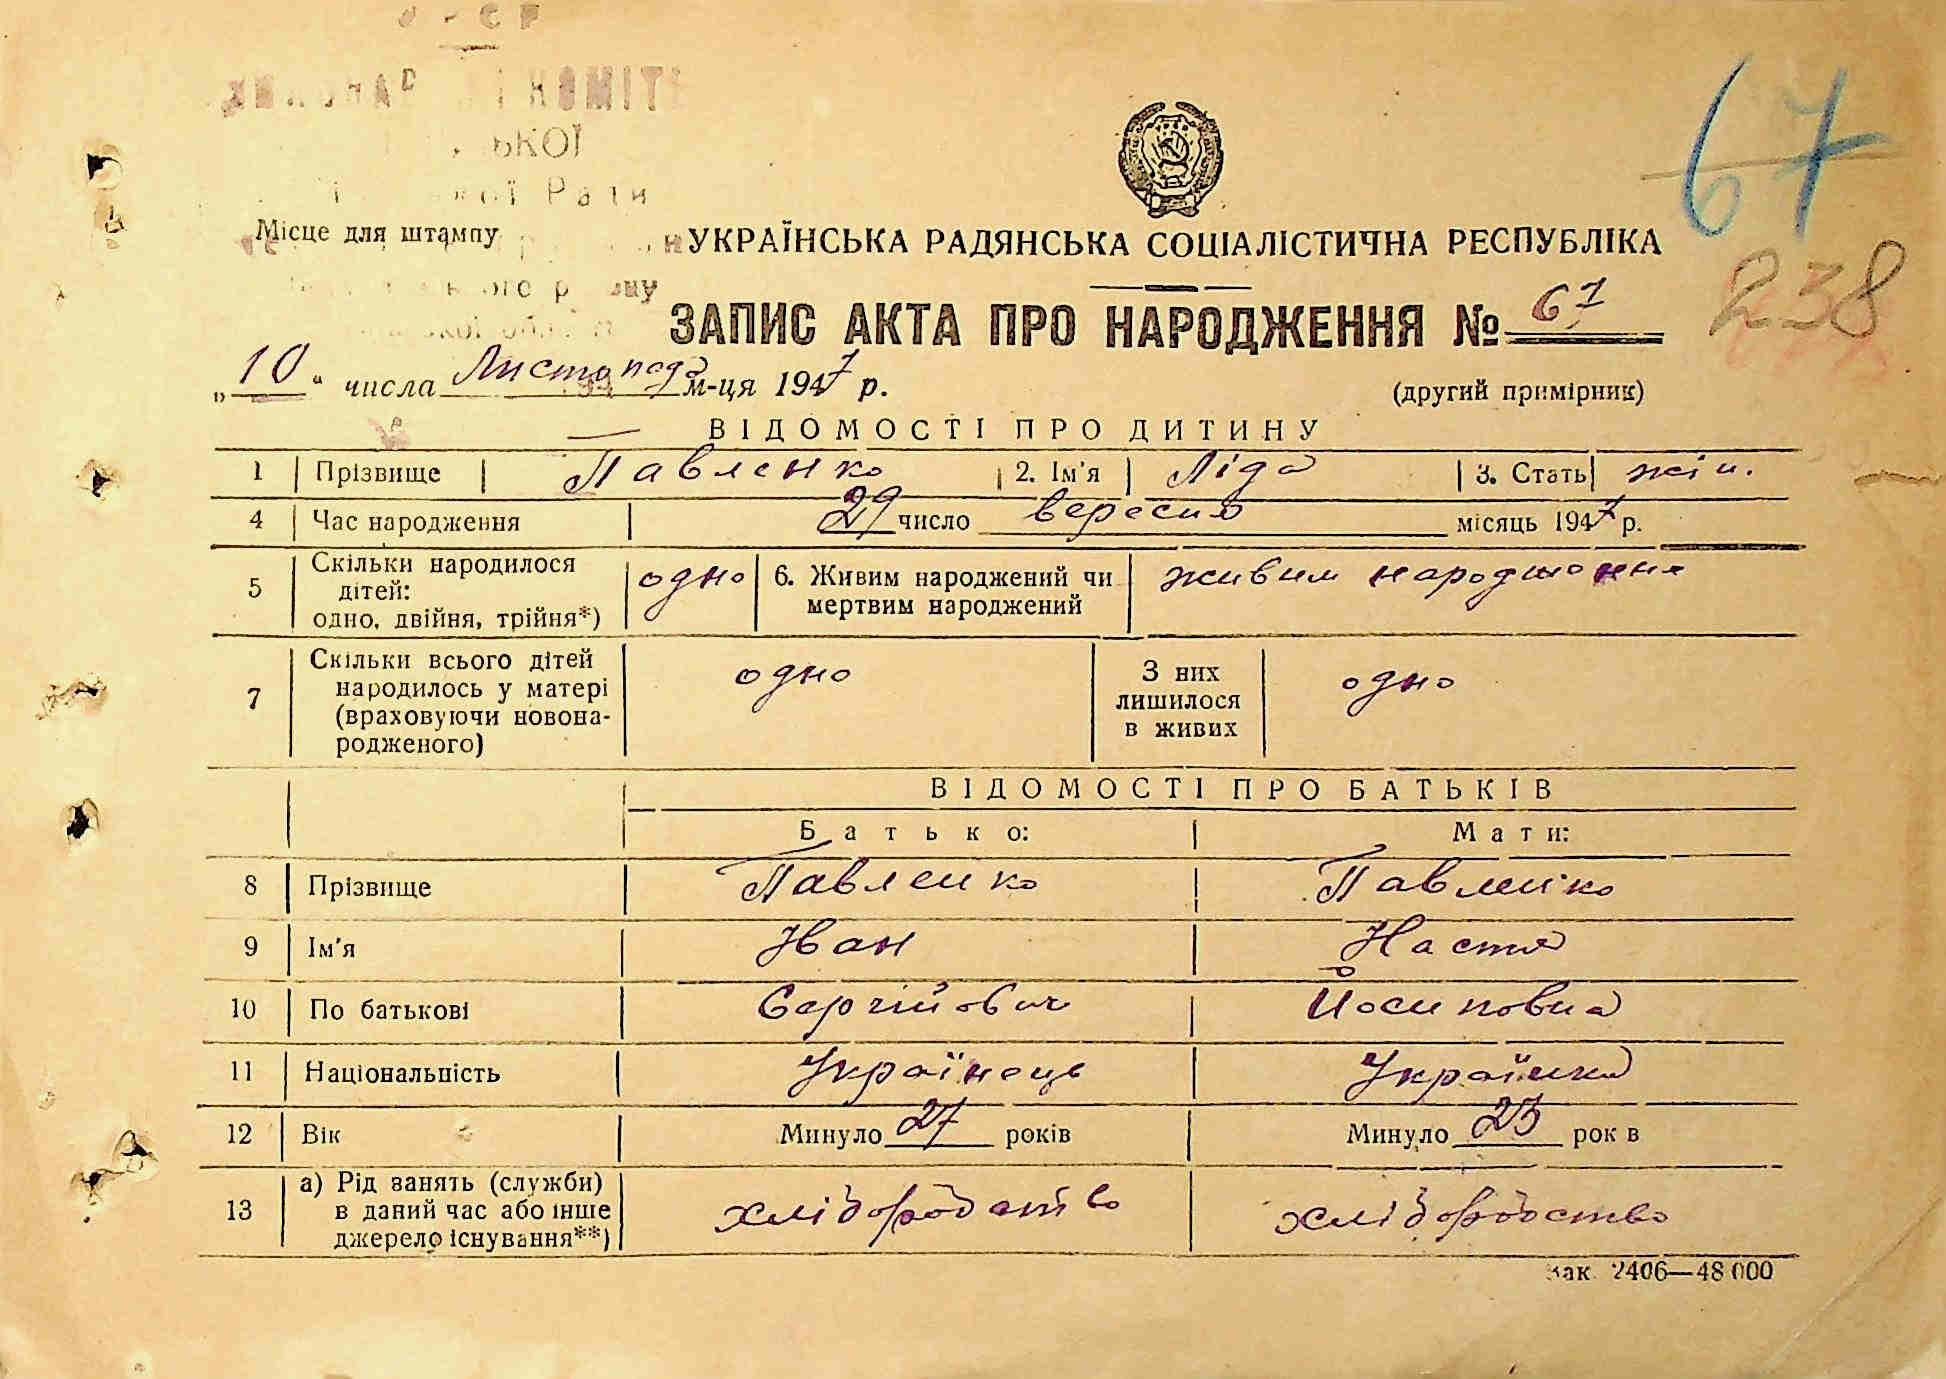 67
Місце для штампу
УКРАЇНСЬКА РАДЯНСЬКА СОЦІАЛІСТИЧНА РЕСПУБЛІКА
238
ЗАПИС АКТА ПРО НАРОДЖЕННЯ № 67
„10“ числа Листопада м-ця 1947 р. (другий примірник)
ВІДОМОСТІ ПРО ДИТИНУ
1 Прізвище Павленко 2. Ім'я Ліда 3. Стать жін.
4 Час народження 29 число вересня місяць 1947 р.
5 Скільки народилося дітей: одно, двійня, трійня*) одно 6. Живим народжений чи мертвим народжений живим народження
7 Скільки всього дітей народилось у матері (враховуючи новонародженого) одно З них лишилося в живих одно
ВІДОМОСТІ ПРО БАТЬКІВ
Батько: Мати:
8 Прізвище Павленко Павленко
9 Ім'я Іван Настя
10 По батькові Сергійович Йосиповна
11 Національність Українець Українка
12 Вік Минуло 27 років Минуло 23 рок в
13 а) Рід занять (служби) в даний час або інше джерело існування**) хліборобство хліборобство
Зак. 2406—48 000